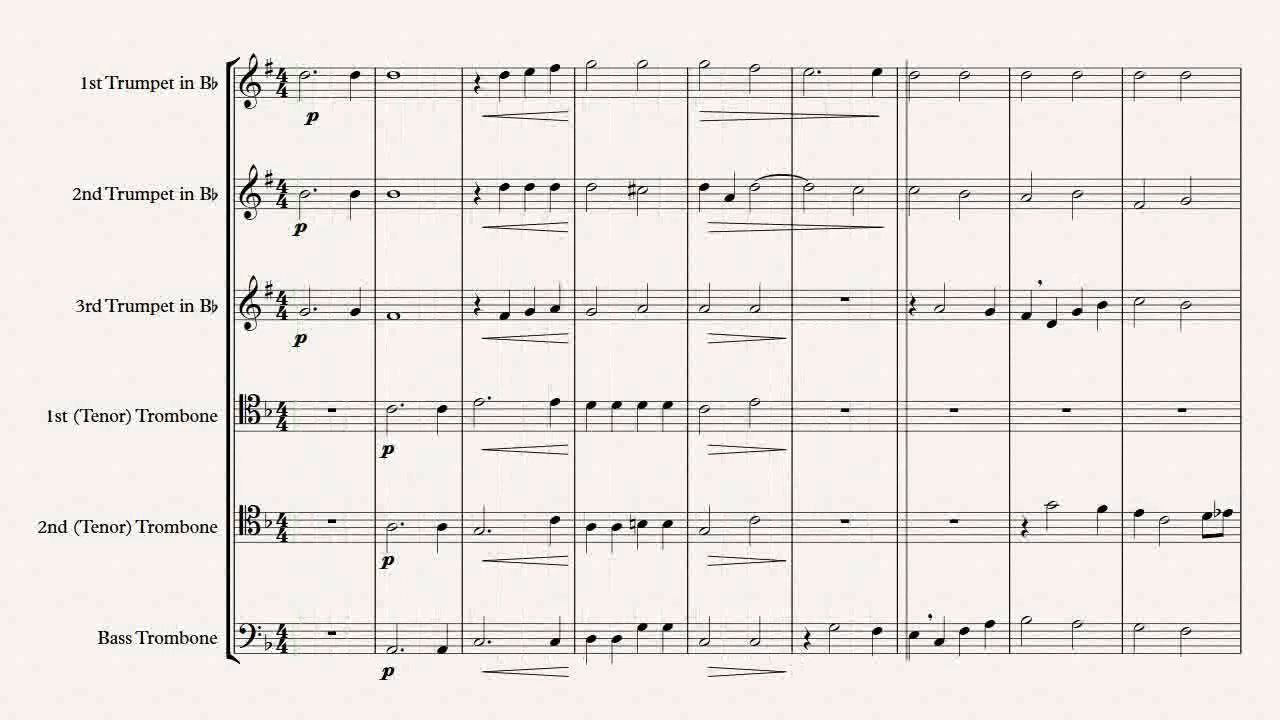 1st Trumpet in B♭
p
2nd Trumpet in B♭
p
3rd Trumpet in B♭
p
1st (Tenor) Trombone
p
2nd (Tenor) Trombone
p
Bass Trombone
p